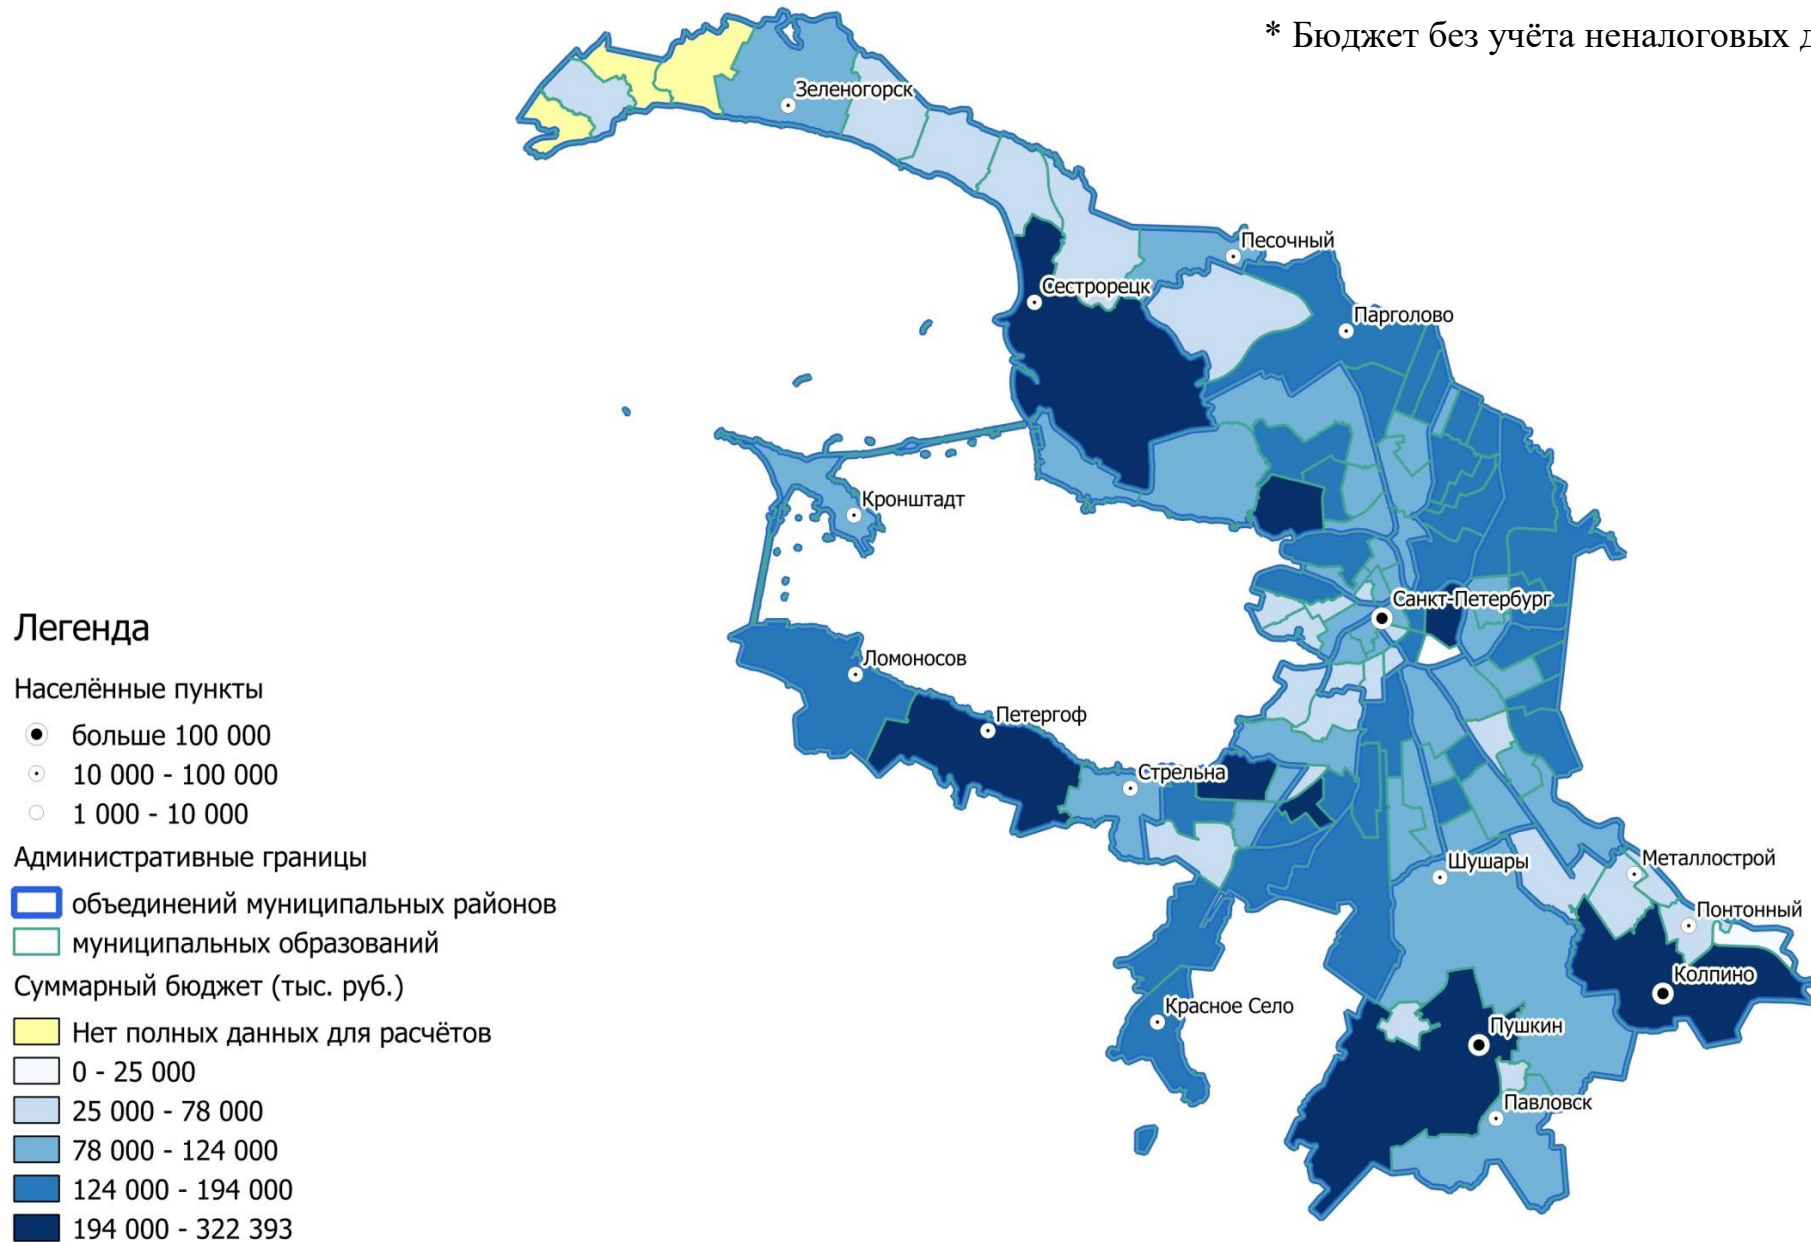 * Бюджет без учёта неналоговых д
Зеленогорск
Песочный
Сестрорецк
Парголово
Кронштадт
Санкт-Петербург
Ломоносов
Петергоф
Стрельна
Шушары
Металлострой
Понтонный
Колпино
Красное Село
Пушкин
Павловск
Легенда
Населённые пункты
больше 100 000
10 000 - 100 000
1 000 - 10 000
Административные границы
объединений муниципальных районов
муниципальных образований
Суммарный бюджет (тыс. руб.)
Нет полных данных для расчётов
0 - 25 000
25 000 - 78 000
78 000 - 124 000
124 000 - 194 000
194 000 - 322 393